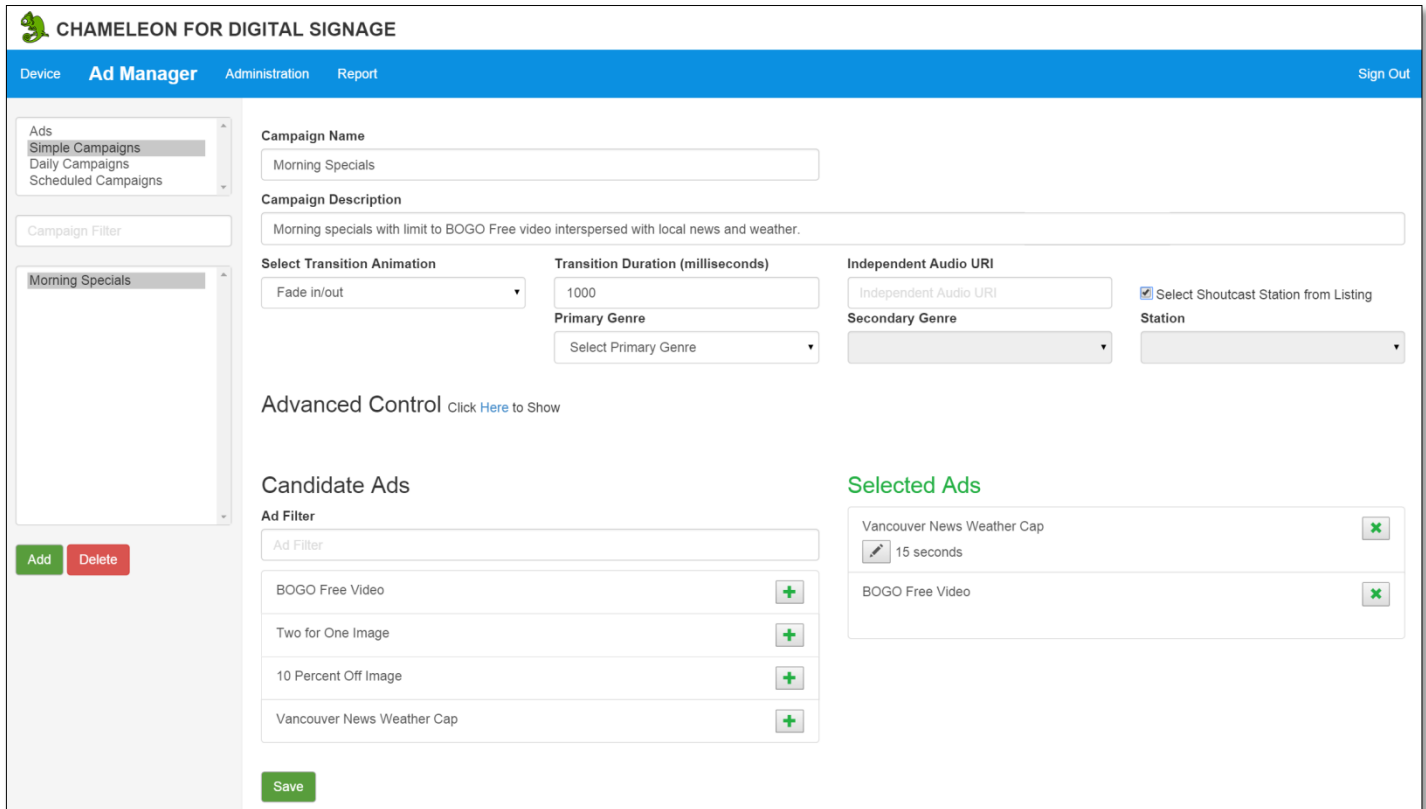 CHAMELEON FOR DIGITAL SIGNAGE
Device Ad Manager Administration Report Sign Out
Ads
Simple Campaigns
Daily Campaigns
Scheduled Campaigns
Campaign Filter
Morning Specials
Add Delete
Campaign Name
Morning Specials
Campaign Description
Morning specials with limit to BOGO Free video interspersed with local news and weather.
Select Transition Animation Transition Duration (milliseconds) Independent Audio URI
Fade in/out 1000 Independent Audio URI Select Shoutcast Station from Listing
Primary Genre Secondary Genre Station
Select Primary Genre
Advanced Control Click Here to Show
Candidate Ads
Ad Filter
Ad Filter
BOGO Free Video
Two for One Image
10 Percent Off Image
Vancouver News Weather Cap
Save
Selected Ads
Vancouver News Weather Cap
15 seconds
BOGO Free Video